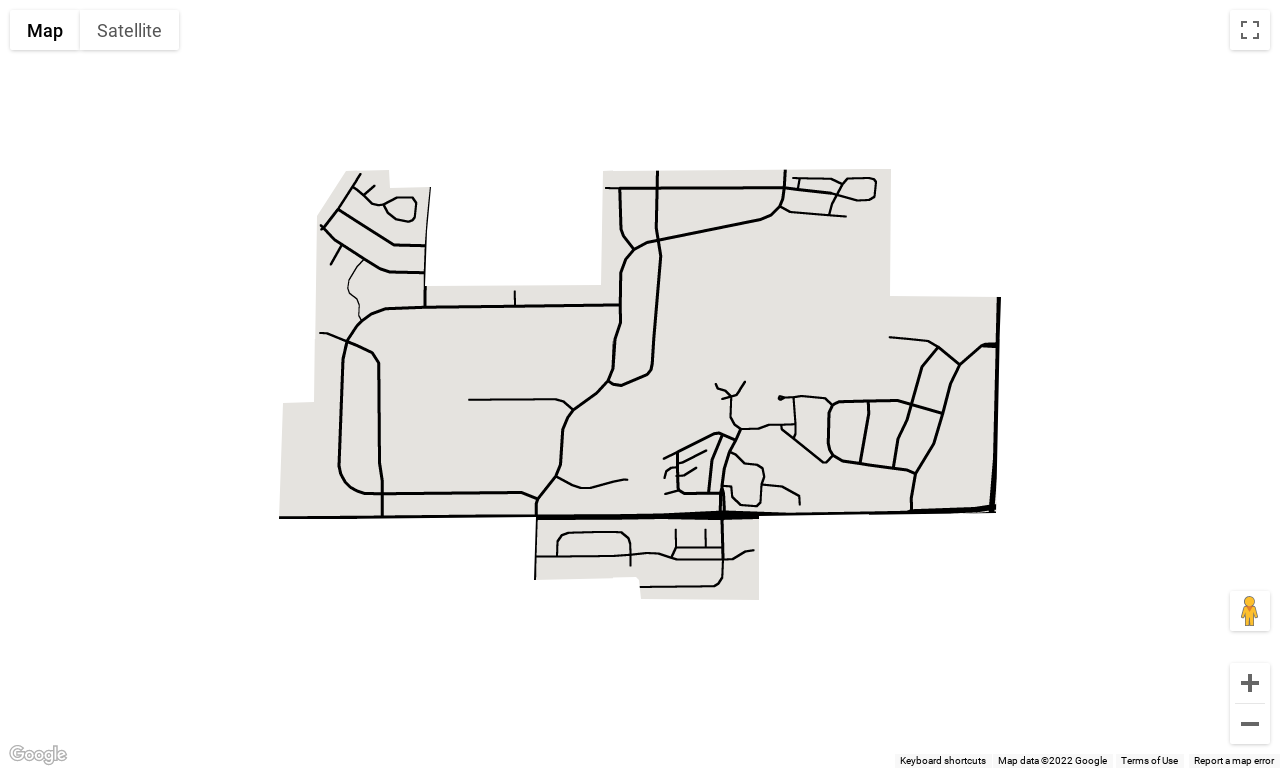 Map Satellite
Google
Keyboard shortcuts Map data ©2022 Google Terms of Use Report a map error